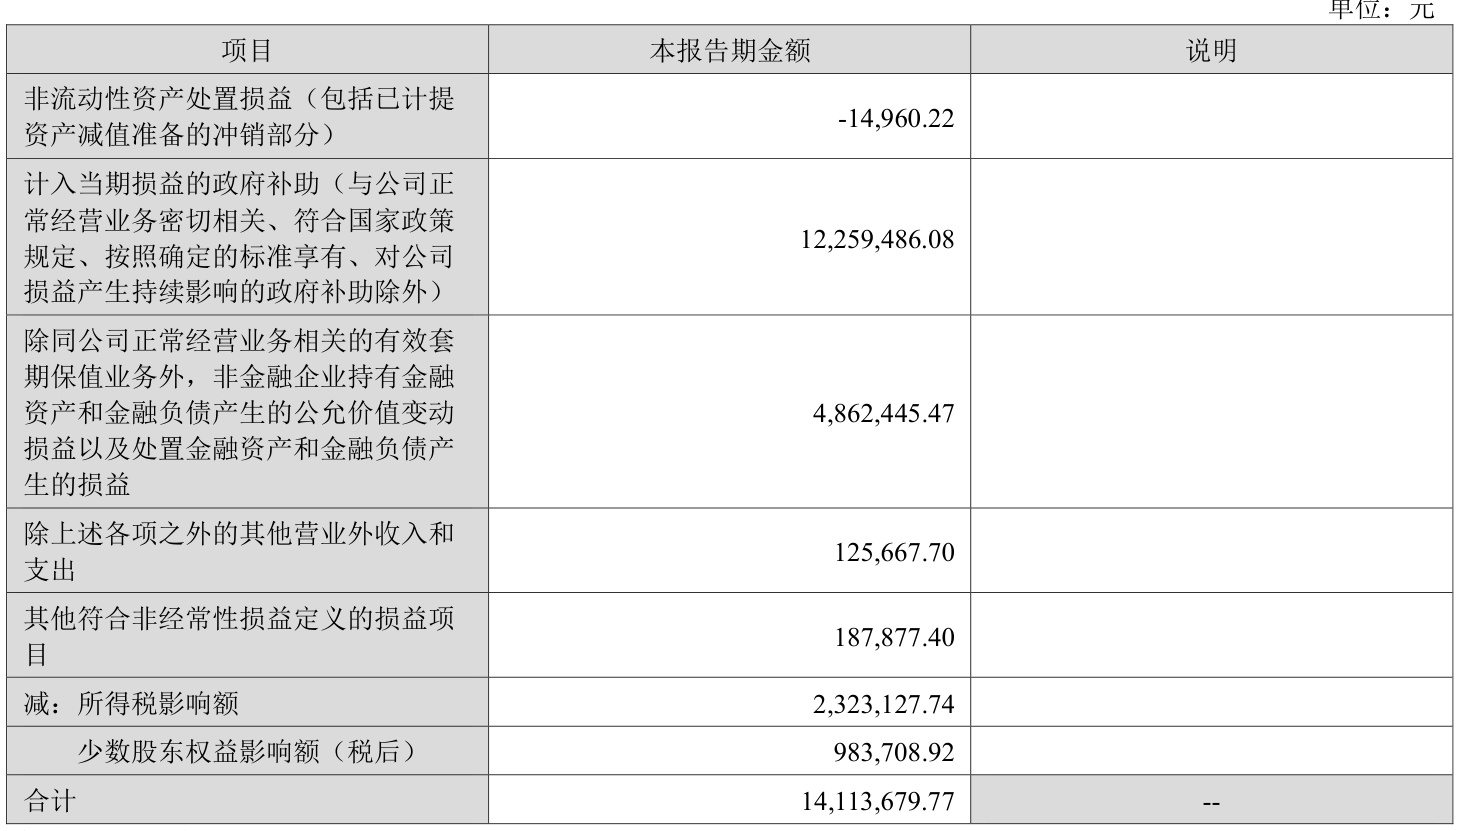 单位：元
项目
本报告期金额
说明
非流动性资产处置损益（包括已计提
资产减值准备的冲销部分）
-14,960.22
计入当期损益的政府补助（与公司正
常经营业务密切相关、符合国家政策
规定、按照确定的标准享有、对公司
损益产生持续影响的政府补助除外）
12,259,486.08
除同公司正常经营业务相关的有效套
期保值业务外，非金融企业持有金融
资产和金融负债产生的公允价值变动
损益以及处置金融资产和金融负债产
生的损益
4,862,445.47
除上述各项之外的其他营业外收入和
支出
125,667.70
其他符合非经常性损益定义的损益项
目
187,877.40
减：所得税影响额
2,323,127.74
少数股东权益影响额（税后）
983,708.92
合计
14,113,679.77
--